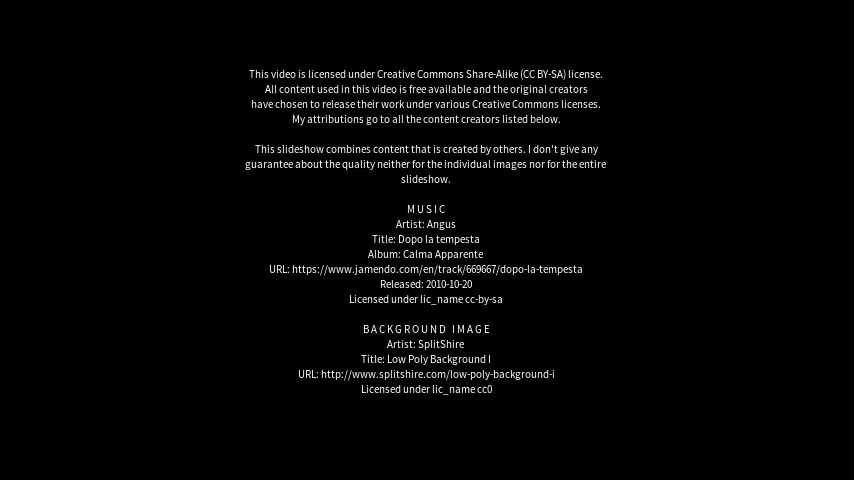 This video is licensed under Creative Commons Share-Alike (CC BY-SA) license.
All content used in this video is free available and the original creators
have chosen to release their work under various Creative Commons licenses.
My attributions go to all the content creators listed below.
This slideshow combines content that is created by others. I don't give any
guarantee about the quality neither for the individual images nor for the entire
slideshow.
MUSIC
Artist: Angus
Title: Dopo la tempesta
Album: Calma Apparente
URL: https://www.jamendo.com/en/track/669667/dopo-la-tempesta
Released: 2010-10-20
Licensed under lic_name cc-by-sa
BACKGROUND IMAGE
Artist: SplitShire
Title: Low Poly Background I
URL: http://www.splitshire.com/low-poly-background-i
Licensed under lic_name cc0